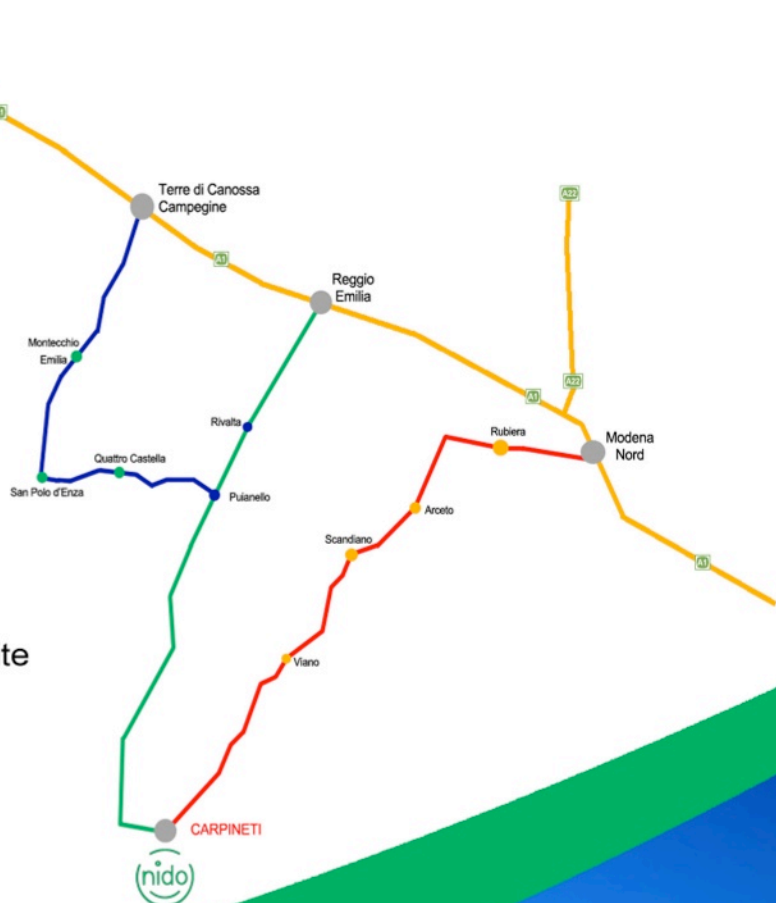 Terre di Canossa
Campegine
A22
A1
Reggio
Emilia
Montecchio
Emilia
A22
A1
Rivalta
Rubiera
Modena
Nord
Quattro Castella
San Polo d'Enza
Puianello
Arceto
Scandiano
A1
te
Viano
CARPINETI
nido